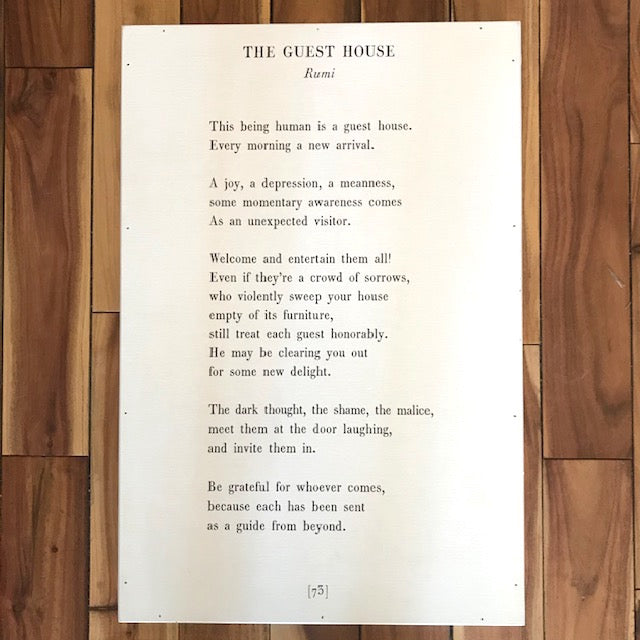 THE GUEST HOUSE
Rumi
This being human is a guest house.
Every morning a new arrival.
A joy, a depression, a meanness,
some momentary awareness comes
As an unexpected visitor.
Welcome and entertain them all!
Even if they're a crowd of sorrows,
who violently sweep your house
empty of its furniture,
still treat each guest honorably.
He may be clearing you out
for some new delight.
The dark thought, the shame, the malice,
meet them at the door laughing,
and invite them in.
Be grateful for whoever comes,
because each has been sent
as a guide from beyond.
[75]